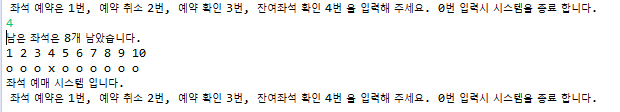 좌석 예약은 1번, 예약 취소 2번, 예약 확인 3번, 잔여좌석 확인 4번 을 입력해 주세요. 0번 입력시 시스템을 종료 합니다.
4
남은 좌석은 8개 남았습니다.
1 2 3 4 5 6 7 8 9 10
o o o x o o o o o o
좌석 예매 시스템 입니다.
좌석 예약은 1번, 예약 취소 2번, 예약 확인 3번, 잔여좌석 확인 4번 을 입력해 주세요. 0번 입력시 시스템을 종료 합니다.